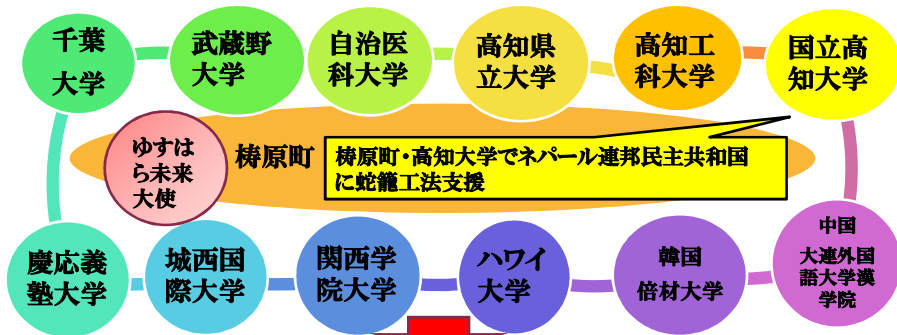 千葉
大学
武蔵野
大学
自治医
科大学
高知県
立大学
高知工
科大学
国立高
知大学
ゆすは
ら未来
大使
梼原町
梼原町・高知大学でネパール連邦民主共和国
に蛇籠工法支援
慶応義
塾大学
城西国
際大学
関西学
院大学
ハワイ
大学
韓国
倍材大学
中国
大連外国
語大学漢
学院